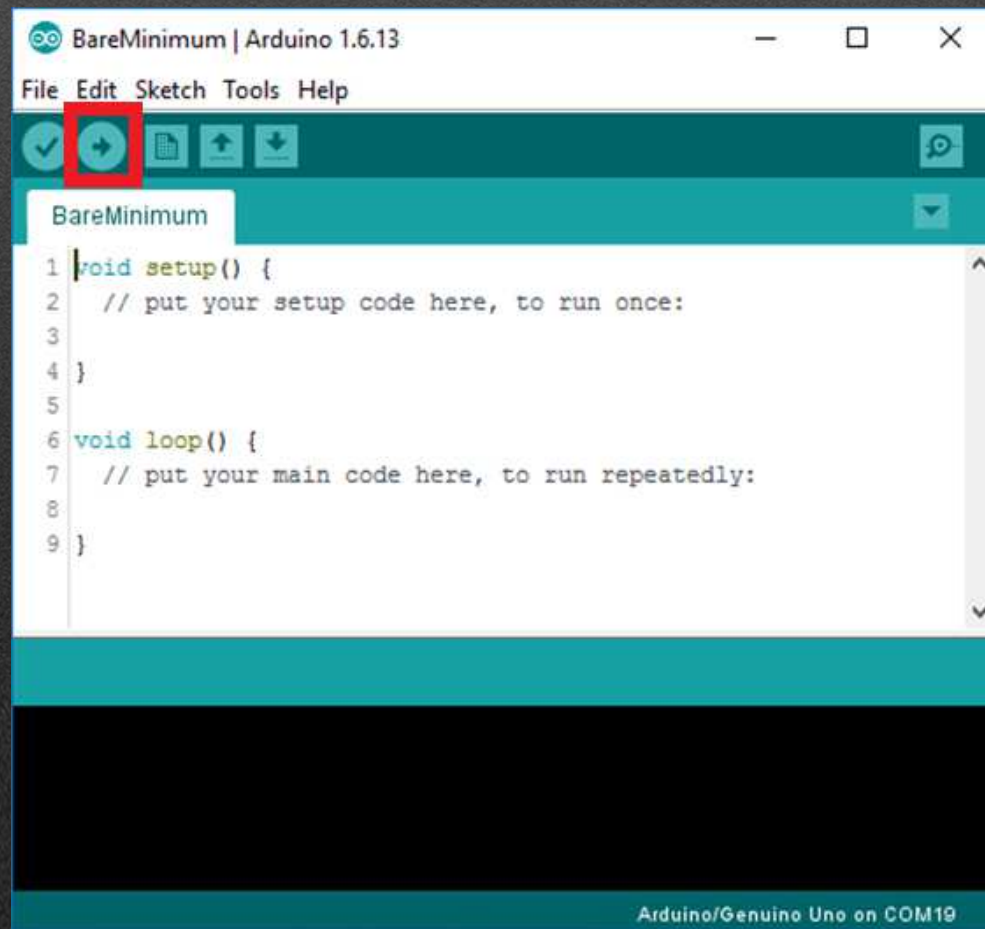 BareMinimum | Arduino 1.6.13
File Edit Sketch Tools Help
BareMinimum
1 void setup() {
2   // put your setup code here, to run once:
3
4 }
5
6 void loop() {
7   // put your main code here, to run repeatedly:
8
9 }
Arduino/Genuino Uno on COM19